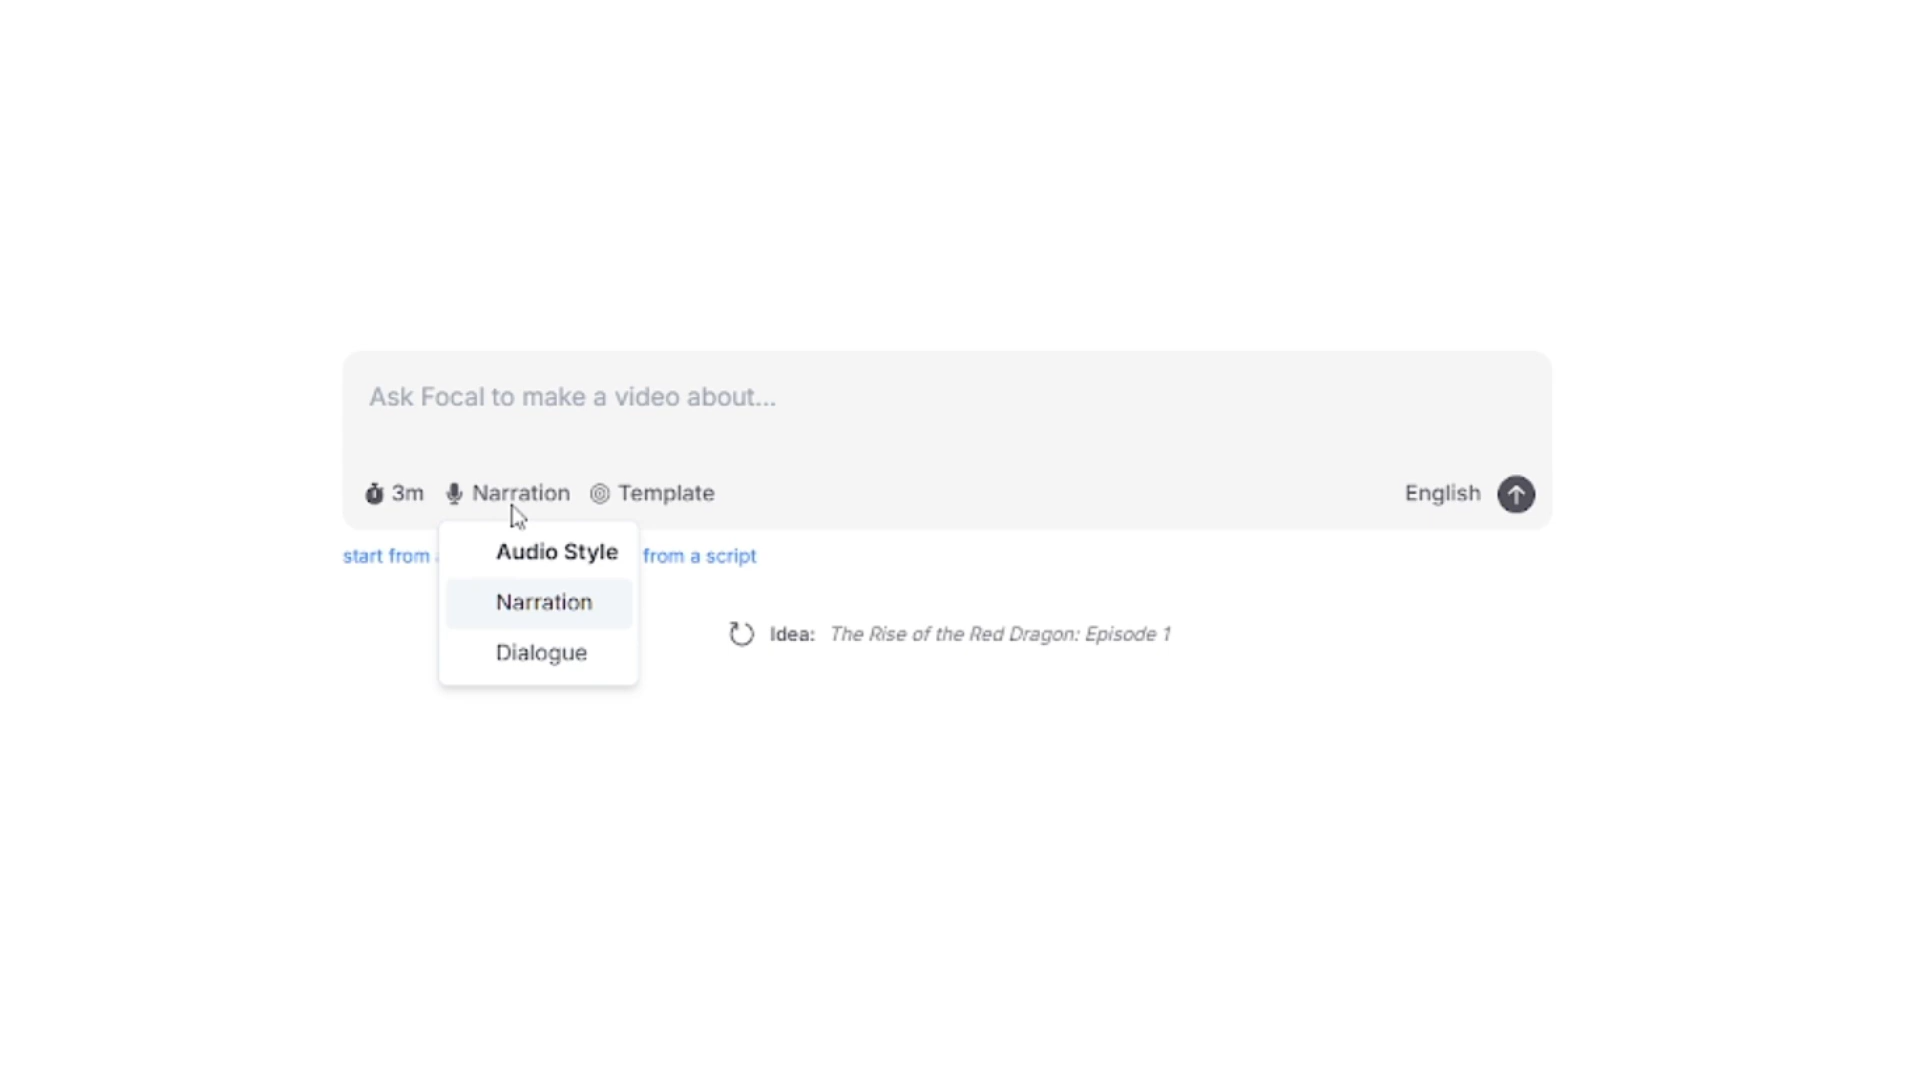 Ask Focal to make a video about...
3m Narration Template English
Audio Style
start from from a script
Narration
Idea: The Rise of the Red Dragon: Episode 1
Dialogue